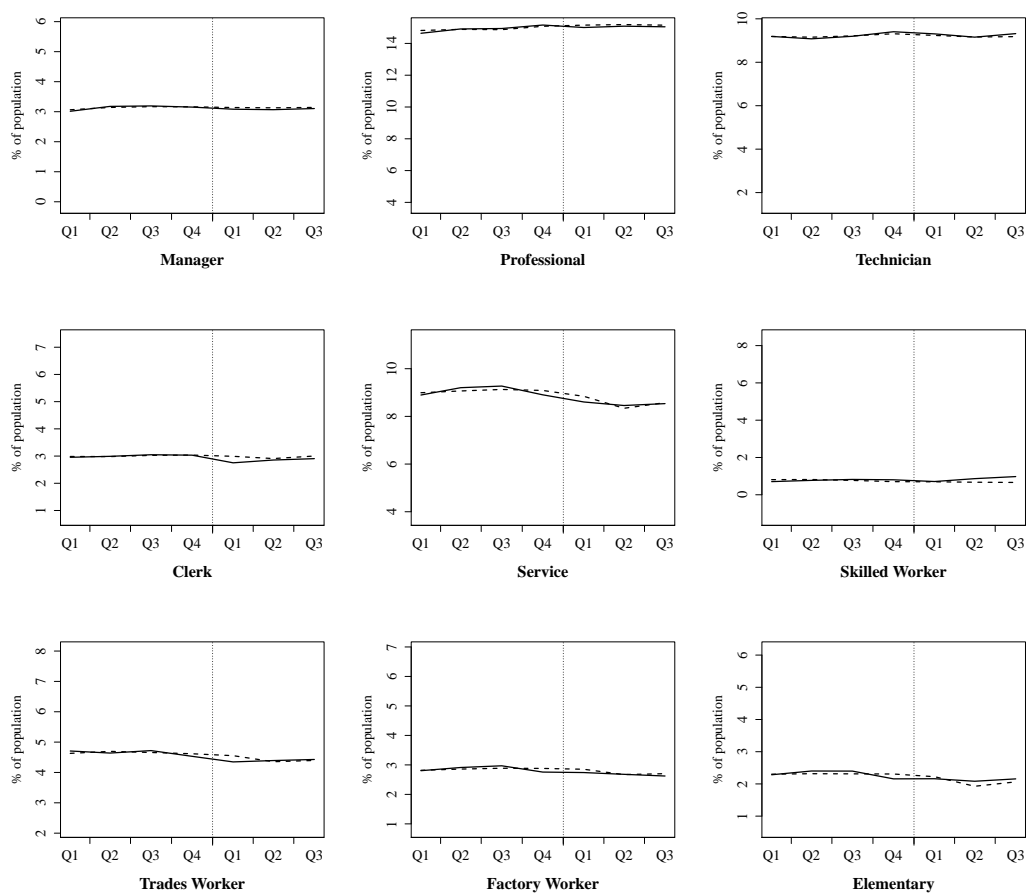 % of population
0 1 2 3 4 5 6
Q1 Q2 Q3 Q4 Q1 Q2 Q3
Manager
% of population
4 6 8 10 12 14
Q1 Q2 Q3 Q4 Q1 Q2 Q3
Professional
% of population
2 4 6 8 10
Q1 Q2 Q3 Q4 Q1 Q2 Q3
Technician
% of population
1 2 3 4 5 6 7
Q1 Q2 Q3 Q4 Q1 Q2 Q3
Clerk
% of population
4 6 8 10
Q1 Q2 Q3 Q4 Q1 Q2 Q3
Service
% of population
0 2 4 6 8
Q1 Q2 Q3 Q4 Q1 Q2 Q3
Skilled Worker
% of population
2 3 4 5 6 7 8
Q1 Q2 Q3 Q4 Q1 Q2 Q3
Trades Worker
% of population
1 2 3 4 5 6 7
Q1 Q2 Q3 Q4 Q1 Q2 Q3
Factory Worker
% of population
1 2 3 4 5 6
Q1 Q2 Q3 Q4 Q1 Q2 Q3
Elementary